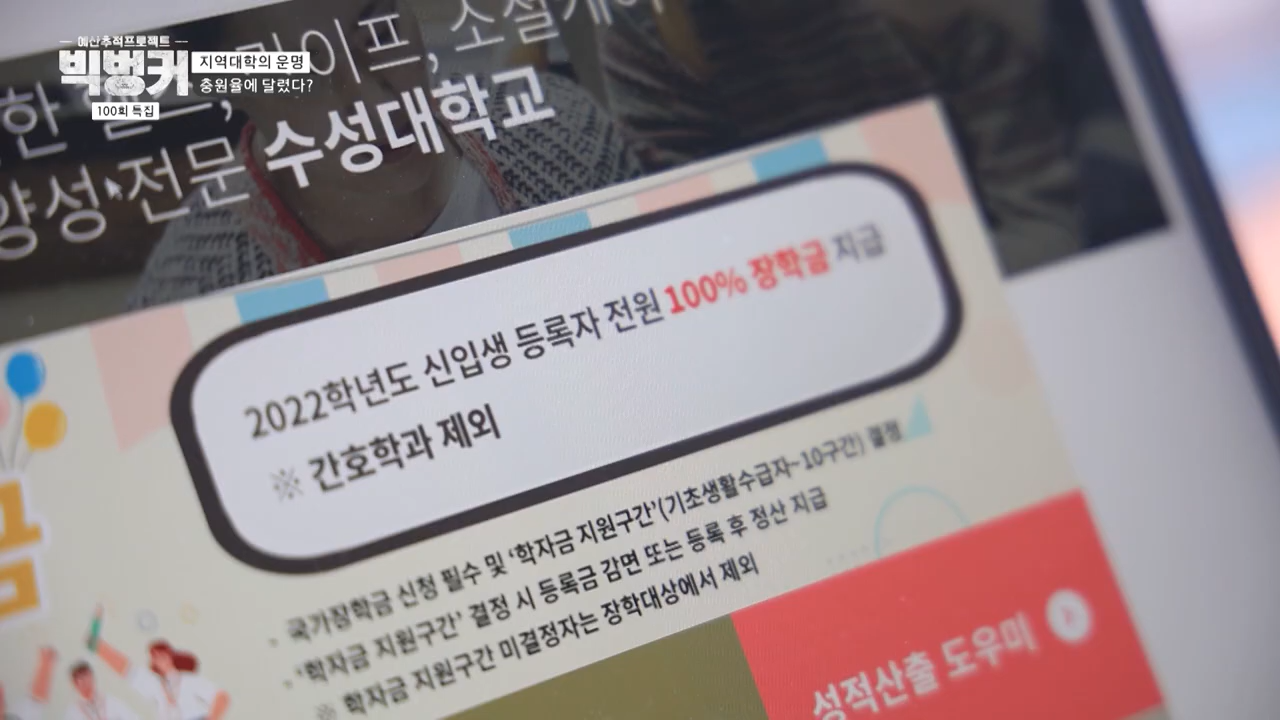 예산추적프로젝트
빅벙커
100회 특집
지역대학의 운명
충원율에 달렸다?
한 라이프, 소셜케어
양성 전문 수성대학교
2022학년도 신입생 등록자 전원 100% 장학금 지급
※ 간호학과 제외
- 국가장학금 신청 필수 및 '학자금 지원구간'(기초생활수급자~10구간) 결정
- '학자금 지원구간' 결정 시 등록금 감면 또는 등록 후 정산 지급
※ 학자금 지원구간 미결정자는 장학대상에서 제외
성적산출 도우미